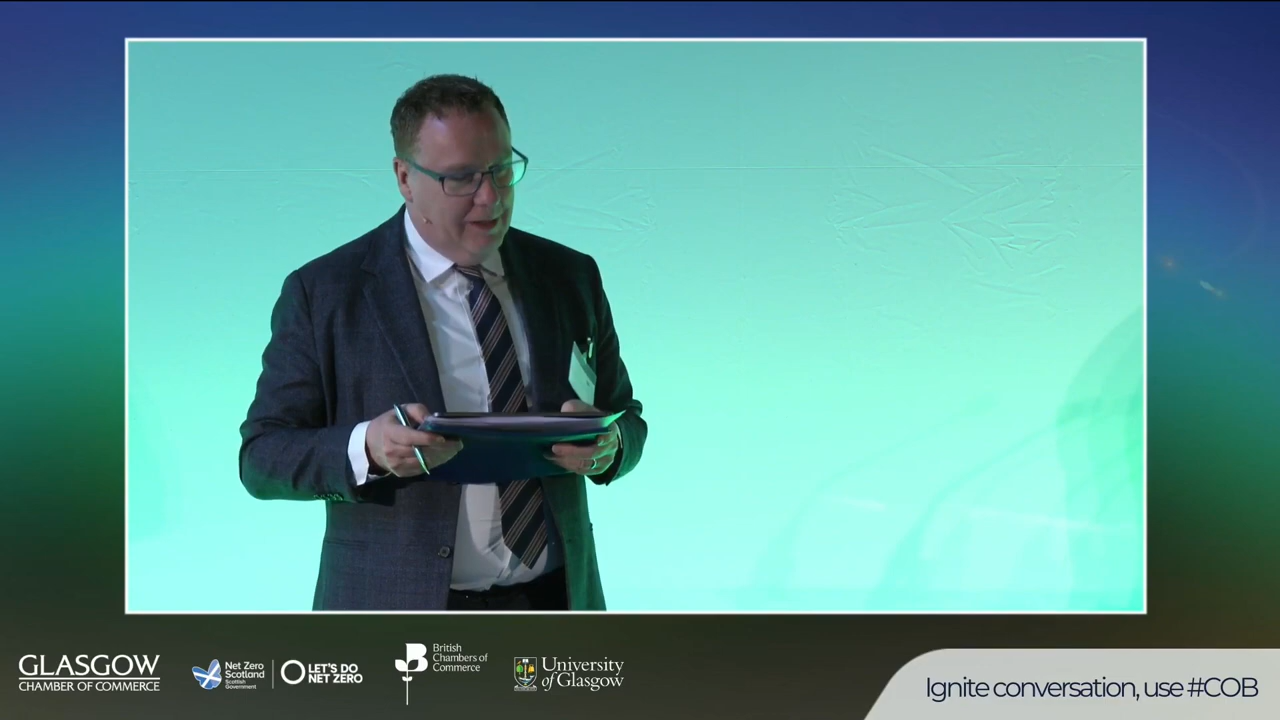 GLASGOW
CHAMBER OF COMMERCE
Net Zero
Scotland
Scottish
Government
LET'S DO
NET ZERO
British
Chambers of
Commerce
University
of Glasgow
Ignite conversation, use #COB